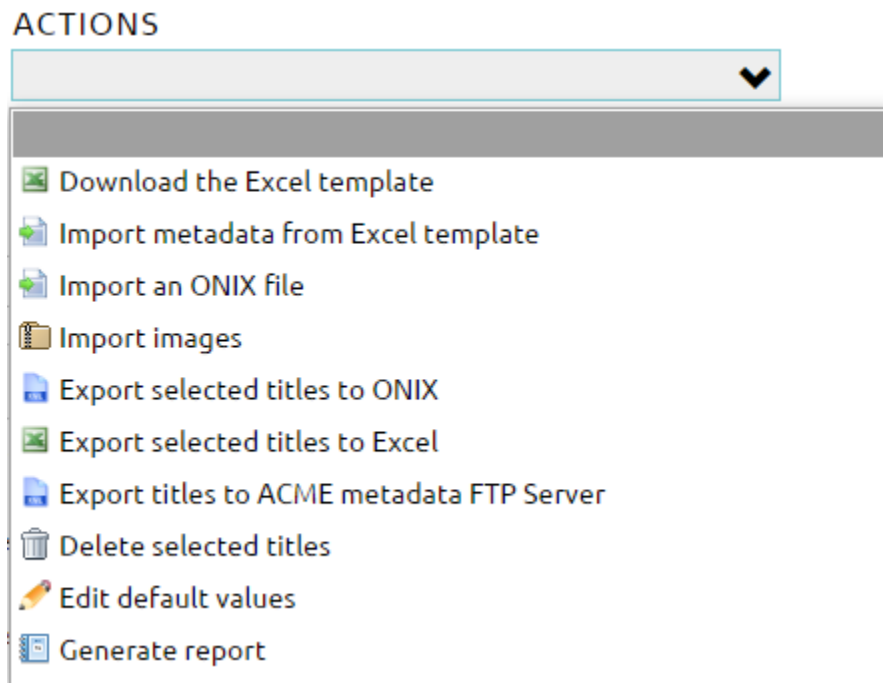 ACTIONS
Download the Excel template
Import metadata from Excel template
Import an ONIX file
Import images
Export selected titles to ONIX
Export selected titles to Excel
Export titles to ACME metadata FTP Server
Delete selected titles
Edit default values
Generate report